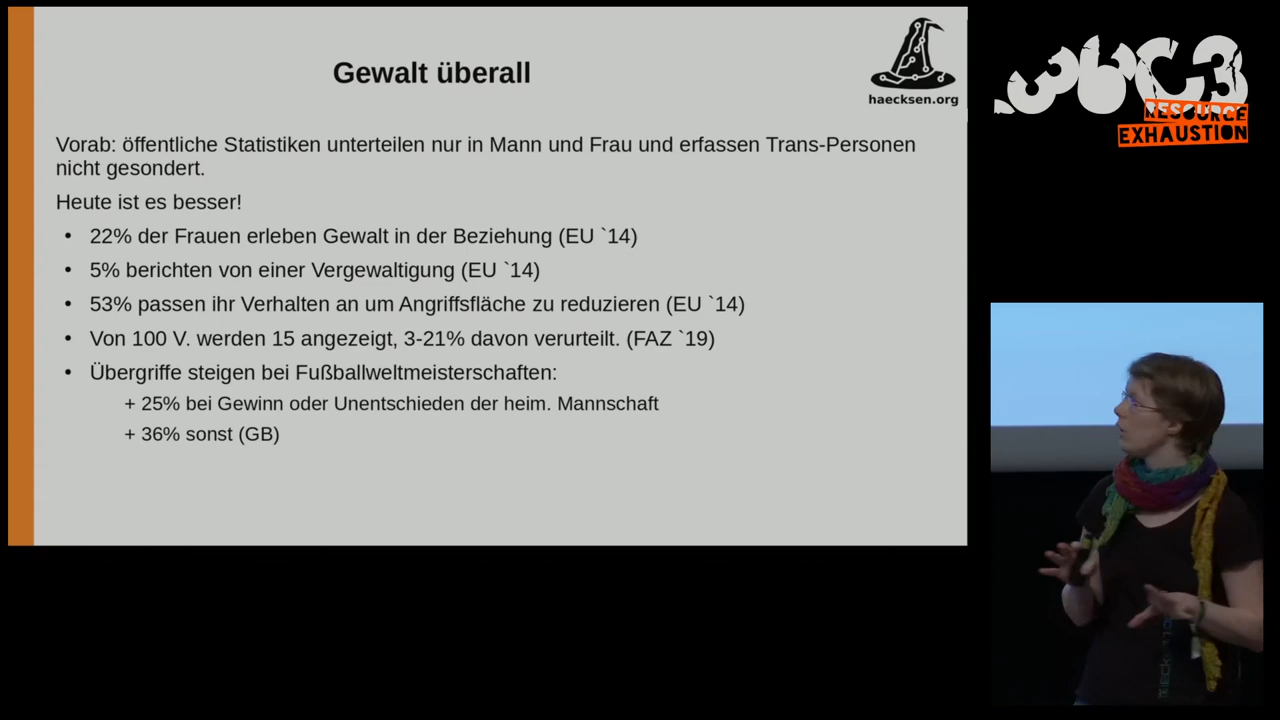 Gewalt überall
haecksen.org
Vorab: öffentliche Statistiken unterteilen nur in Mann und Frau und erfassen Trans-Personen
nicht gesondert.
Heute ist es besser!
• 22% der Frauen erleben Gewalt in der Beziehung (EU `14)
• 5% berichten von einer Vergewaltigung (EU `14)
• 53% passen ihr Verhalten an um Angriffsfläche zu reduzieren (EU `14)
• Von 100 V. werden 15 angezeigt, 3-21% davon verurteilt. (FAZ `19)
• Übergriffe steigen bei Fußballweltmeisterschaften:
+ 25% bei Gewinn oder Unentschieden der heim. Mannschaft
+ 36% sonst (GB)
36C3
RESOURCE
EXHAUSTION